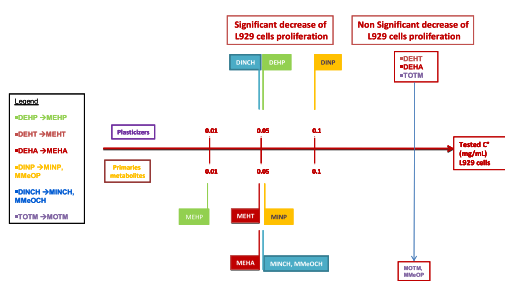 Significant decrease of
L929 cells proliferation
Non Significant decrease of
L929 cells proliferation
DINCH
DEHP
DINP
▪DEHT
▪DEHA
▪TOTM
Legend
▪DEHP →MEHP
▪DEHT →MEHT
▪DEHA →MEHA
▪DINP →MINP,
MMeOP
▪DINCH →MINCH,
MMeOCH
▪TOTM →MOTM
Plasticizers
0.01
0.05
0.1
Tested C°
(mg/mL)
L929 cells
Primaries
metabolites
0.01
0.05
0.1
MEHP
MEHT
MINP
MEHA
MINCH, MMeOCH
MOTM,
MMeOP